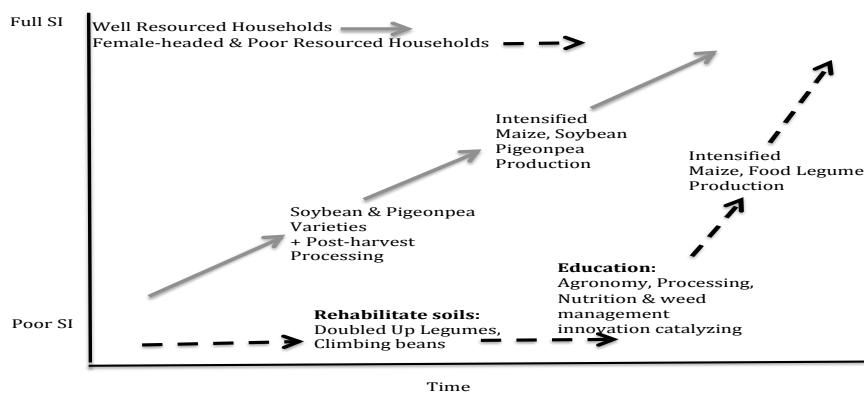 Full SI
Well Resourced Households
Female-headed & Poor Resourced Households
Intensified
Maize, Soybean
Pigeonpea
Production
Intensified
Maize, Food Legume
Production
Soybean & Pigeonpea
Varieties
+ Post-harvest
Processing
Education:
Agronomy, Processing,
Nutrition & weed
management
innovation catalyzing
Rehabilitate soils:
Doubled Up Legumes,
Climbing beans
Poor SI
Time